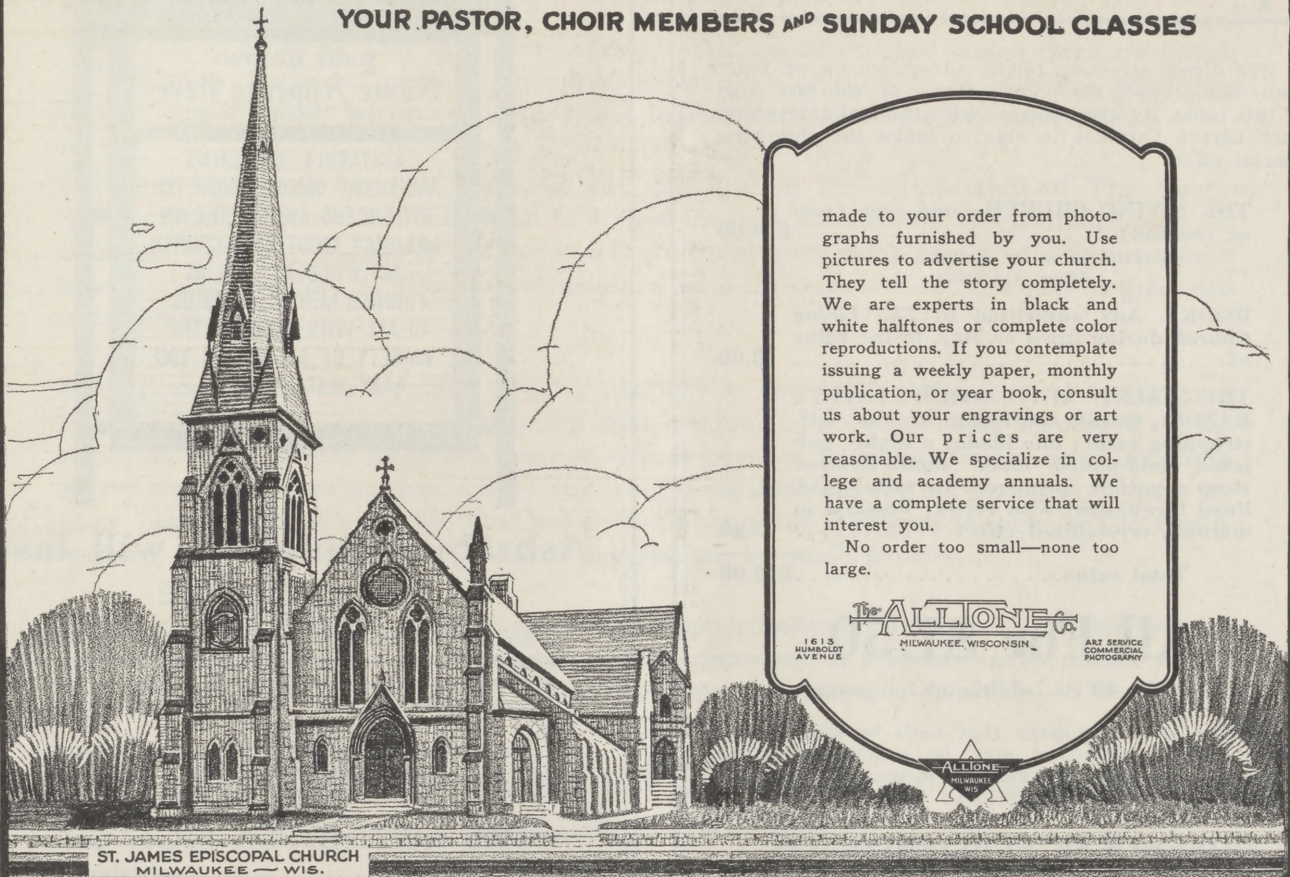 YOUR PASTOR, CHOIR MEMBERS AND SUNDAY SCHOOL CLASSES
made to your order from photo-
graphs furnished by you. Use
pictures to advertise your church.
They tell the story completely.
We are experts in black and
white halftones or complete color
reproductions. If you contemplate
issuing a weekly paper, monthly
publication, or year book, consult
us about your engravings or art
work. Our prices are very
reasonable. We specialize in col-
lege and academy annuals. We
have a complete service that will
interest you.
No order too small—none too
large.
The ALLTONE Co.
MILWAUKEE, WISCONSIN
1613
HUMBOLDT
AVENUE
ART SERVICE
COMMERCIAL
PHOTOGRAPHY
ALLTONE
MILWAUKEE
WIS
ST. JAMES EPISCOPAL CHURCH
MILWAUKEE — WIS.